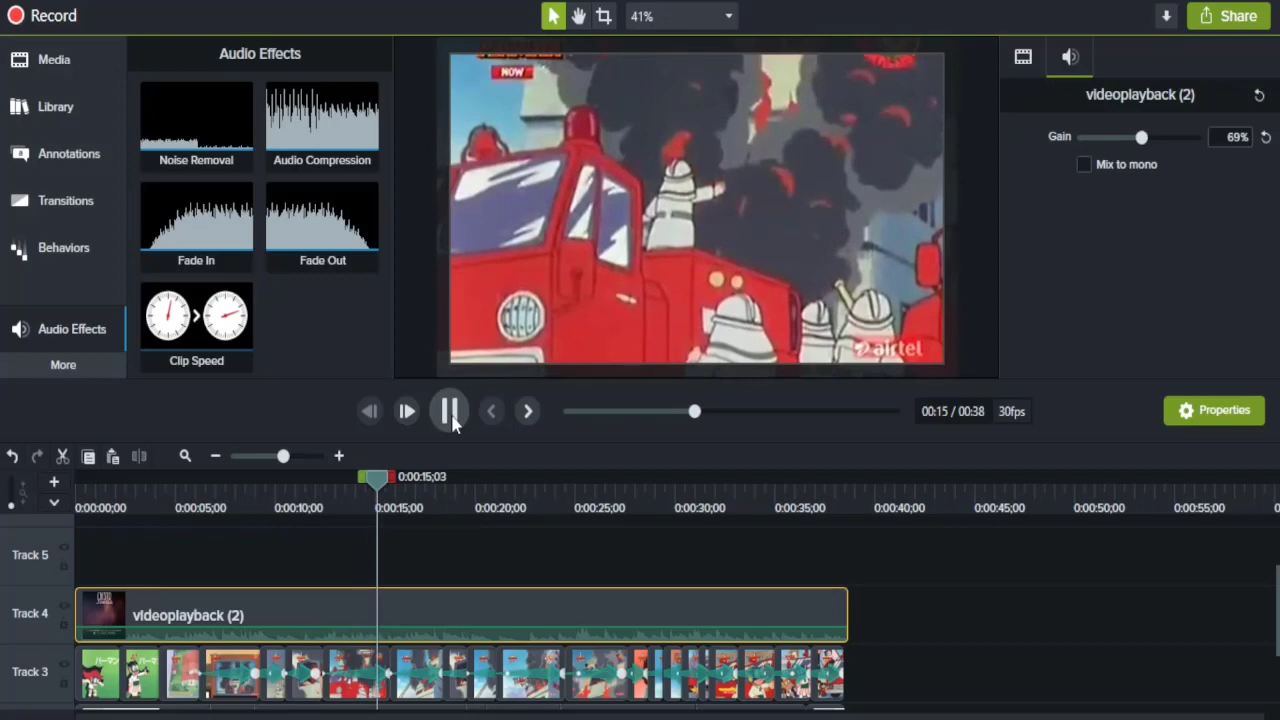 Record
41%
Share
Media
Library
Annotations
Transitions
Behaviors
Audio Effects
More
Audio Effects
Noise Removal
Audio Compression
Fade In
Fade Out
Clip Speed
NOW
airtel
videoplayback (2)
Gain
69%
Mix to mono
00:15 / 00:38
30fps
Properties
0:00:15;03
0:00:00;00
0:00:05;00
0:00:10;00
0:00:15;00
0:00:20;00
0:00:25;00
0:00:30;00
0:00:35;00
0:00:40;00
0:00:45;00
0:00:50;00
0:00:55;00
Track 5
Track 4
videoplayback (2)
Track 3